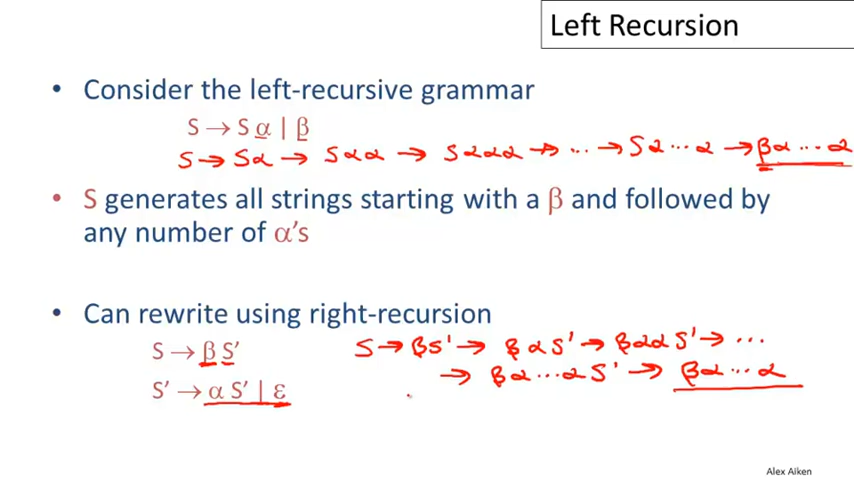 Left Recursion
• Consider the left-recursive grammar
S → S α | β
S → Sα → Sαα → Sααα → ... → Sα...α → βα...α
• S generates all strings starting with a β and followed by
any number of α's
• Can rewrite using right-recursion
S → β S'
S → βS' → βαS' → βααS' → ...
S' → α S' | ε
→ βα...αS' → βα...α
Alex Aiken